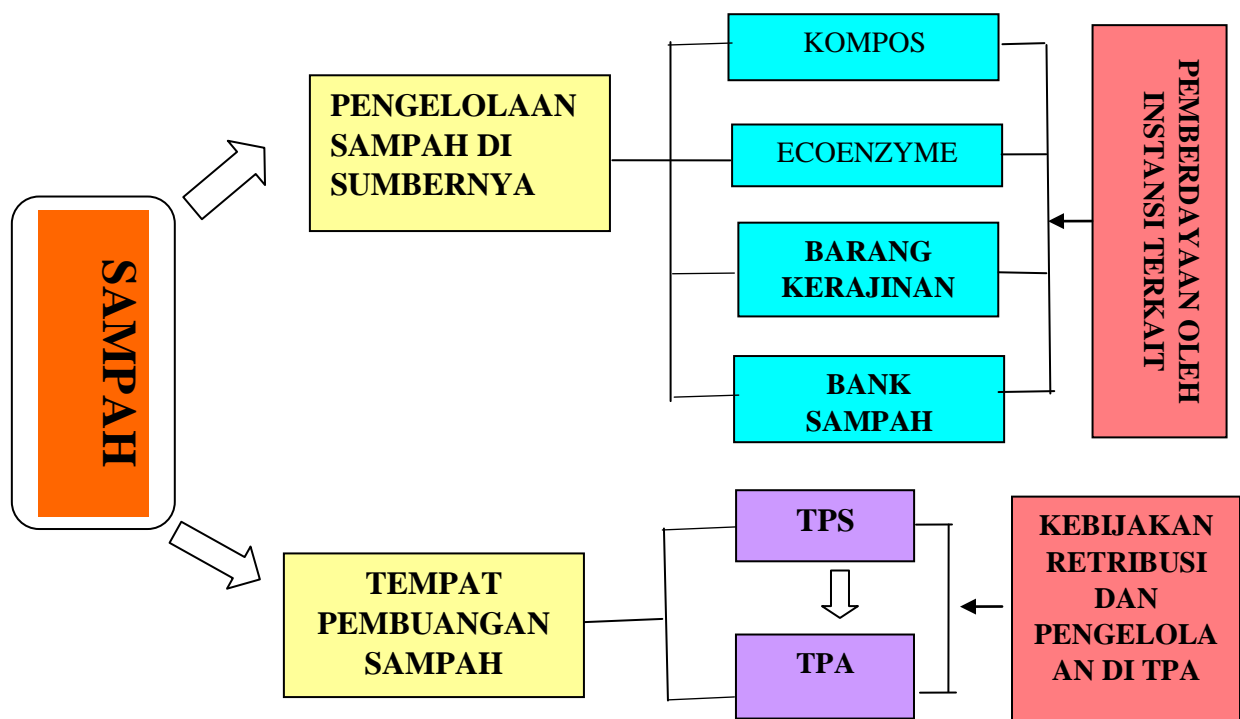 SAMPAH
PENGELOLAAN
SAMPAH DI
SUMBERNYA
KOMPOS
ECOENZYME
BARANG
KERAJINAN
BANK
SAMPAH
PEMBERDAYAAN OLEH
INSTANSI TERKAIT
TEMPAT
PEMBUANGAN
SAMPAH
TPS
TPA
KEBIJAKAN
RETRIBUSI
DAN
PENGELOLA
AN DI TPA